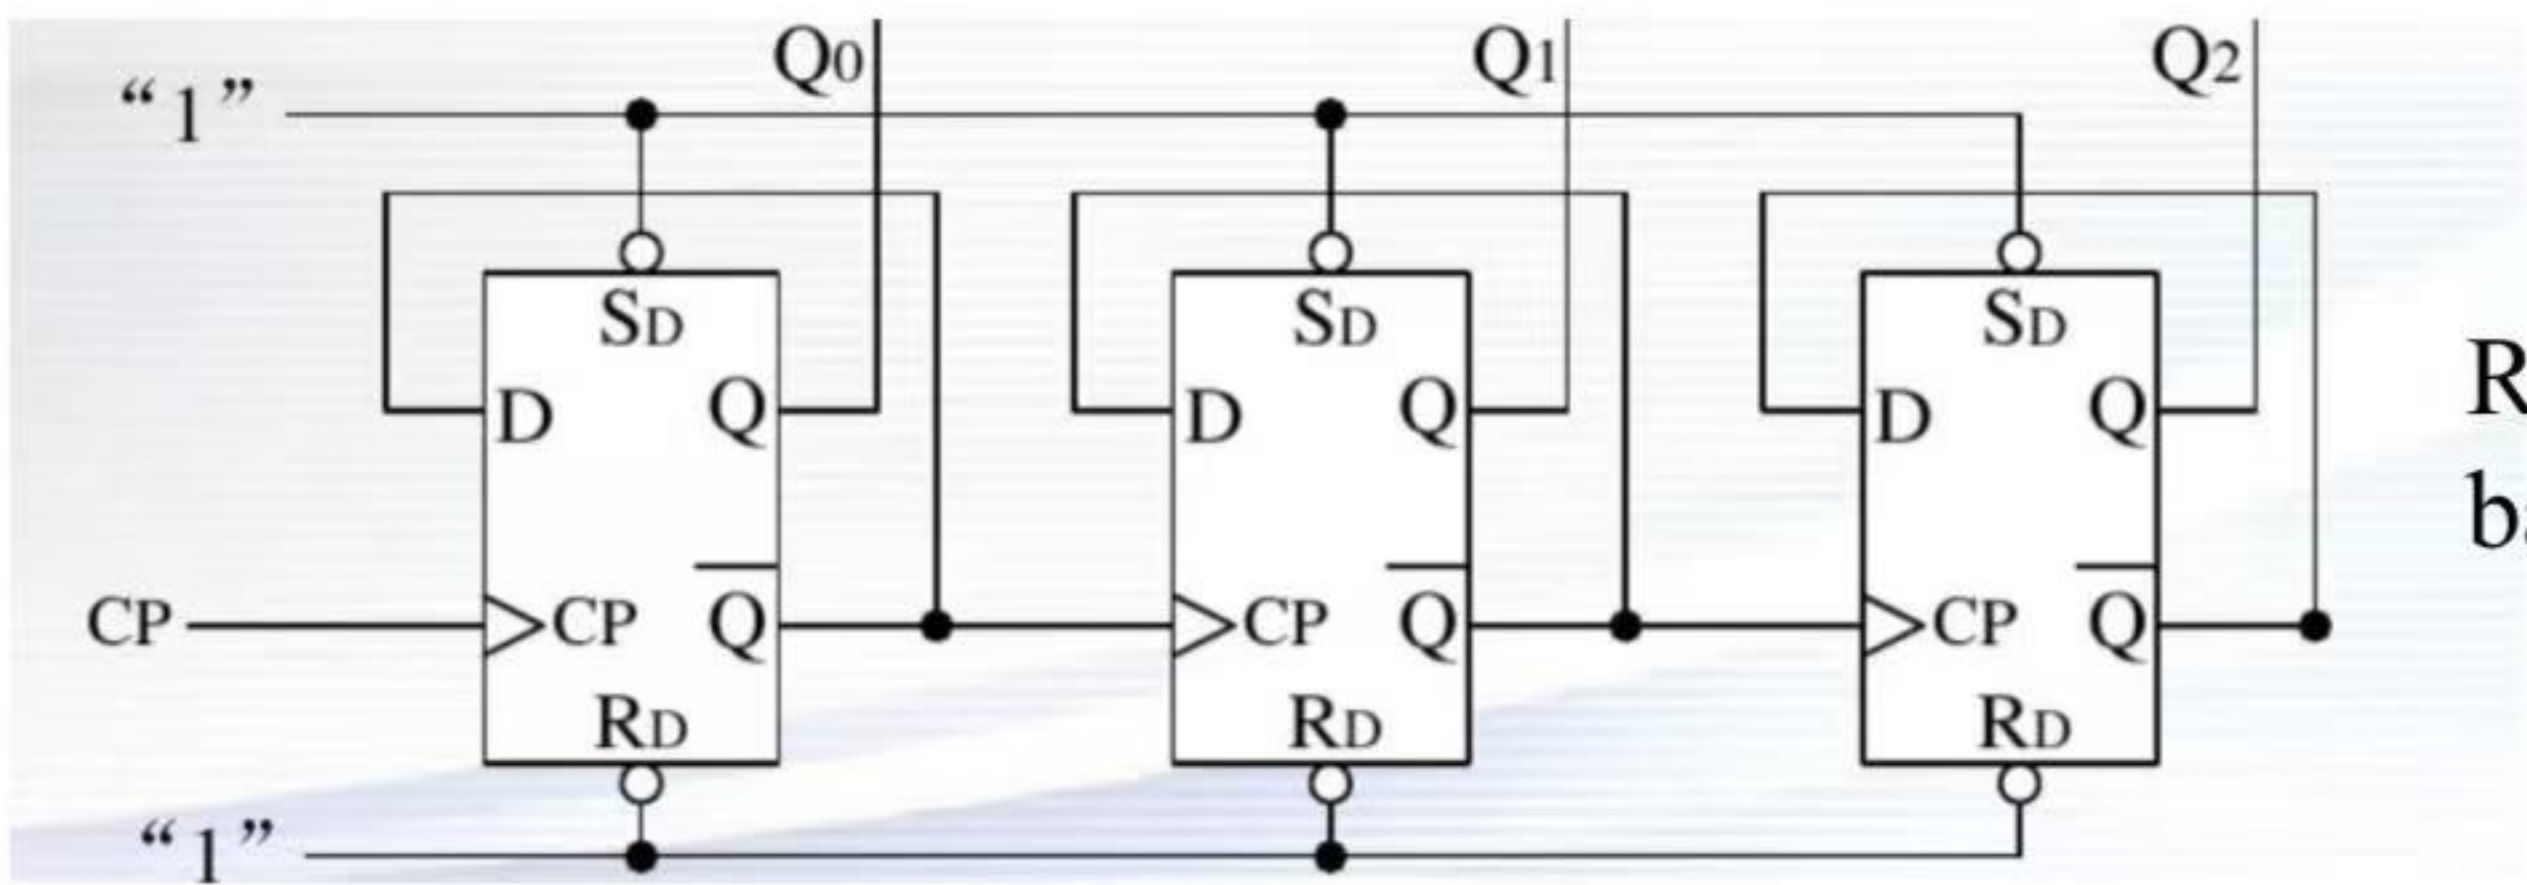 Q0 Q1 Q2
“1”
SD SD SD
D Q D Q D Q
CP CP Q CP Q CP Q
RD RD RD
“1”